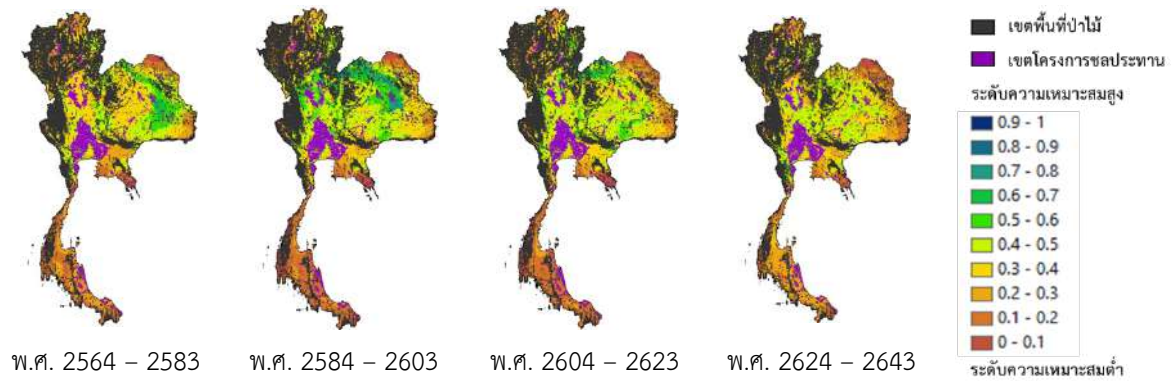 เขตพื้นที่ป่าไม้
เขตโครงการชลประทาน
ระดับความเหมาะสมสูง
0.9 - 1
0.8 - 0.9
0.7 - 0.8
0.6 - 0.7
0.5 - 0.6
0.4 - 0.5
0.3 - 0.4
0.2 - 0.3
0.1 - 0.2
0 - 0.1
ระดับความเหมาะสมต่ำ
พ.ศ. 2564 – 2583
พ.ศ. 2584 – 2603
พ.ศ. 2604 – 2623
พ.ศ. 2624 – 2643